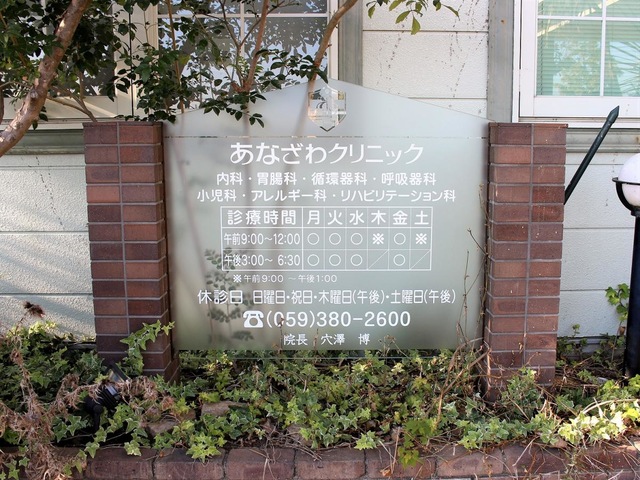 あなざわクリニック
内科・胃腸科・循環器科・呼吸器科
小児科・アレルギー科・リハビリテーション科
診療時間 月 火 水 木 金 土
午前9:00～12:00 ○ ○ ○ ※ ○ ※
午後3:00～ 6:30 ○ ○ ○ ／ ○ ／
※午前9:00 ～ 午後1:00
休診日 日曜日・祝日・木曜日(午後)・土曜日(午後)
☎(059)380-2600
院長 穴澤 博